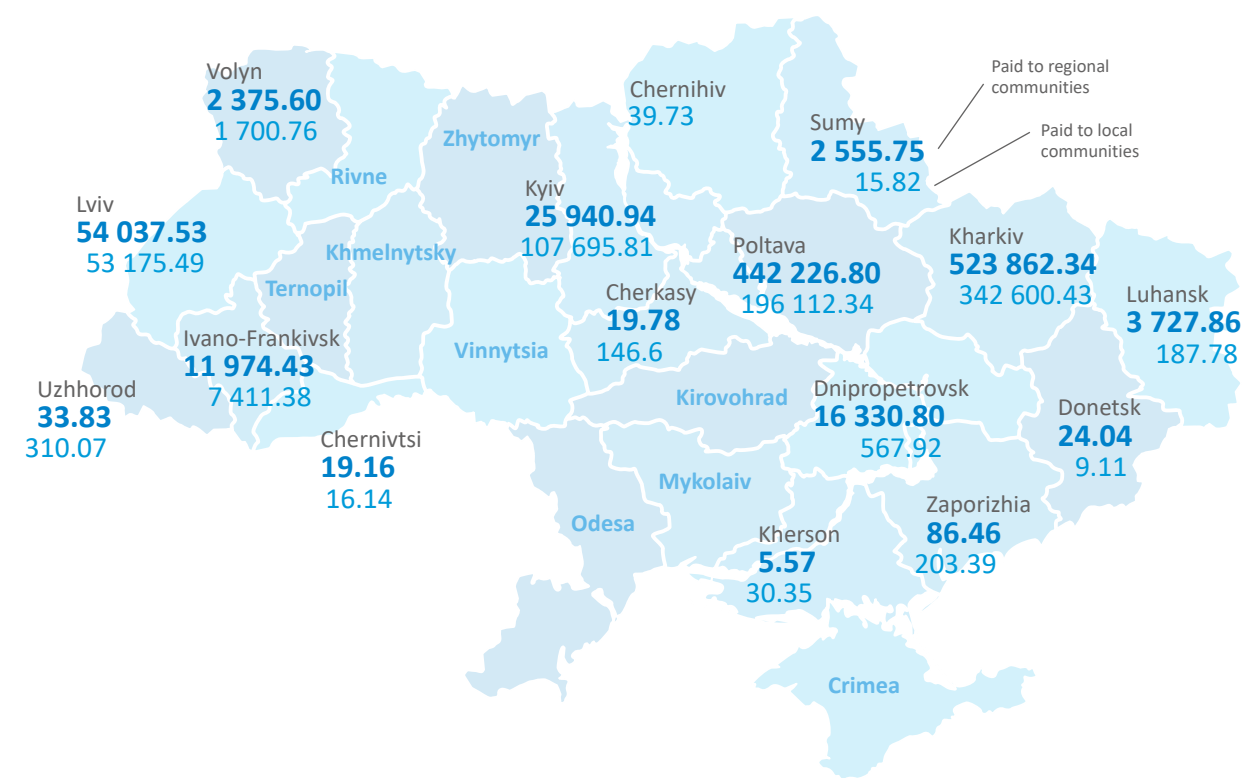 Volyn
2 375.60
1 700.76
Rivne
Zhytomyr
Chernihiv
39.73
Paid to regional
communities
Sumy
2 555.75
15.82
Paid to local
communities
Lviv
54 037.53
53 175.49
Khmelnytsky
Ternopil
Kyiv
25 940.94
107 695.81
Poltava
442 226.80
196 112.34
Kharkiv
523 862.34
342 600.43
Luhansk
3 727.86
187.78
Cherkasy
19.78
146.6
Ivano-Frankivsk
11 974.43
7 411.38
Vinnytsia
Uzhhorod
33.83
310.07
Kirovohrad
Dnipropetrovsk
16 330.80
567.92
Donetsk
24.04
9.11
Chernivtsi
19.16
16.14
Mykolaiv
Odesa
Kherson
5.57
30.35
Zaporizhia
86.46
203.39
Crimea